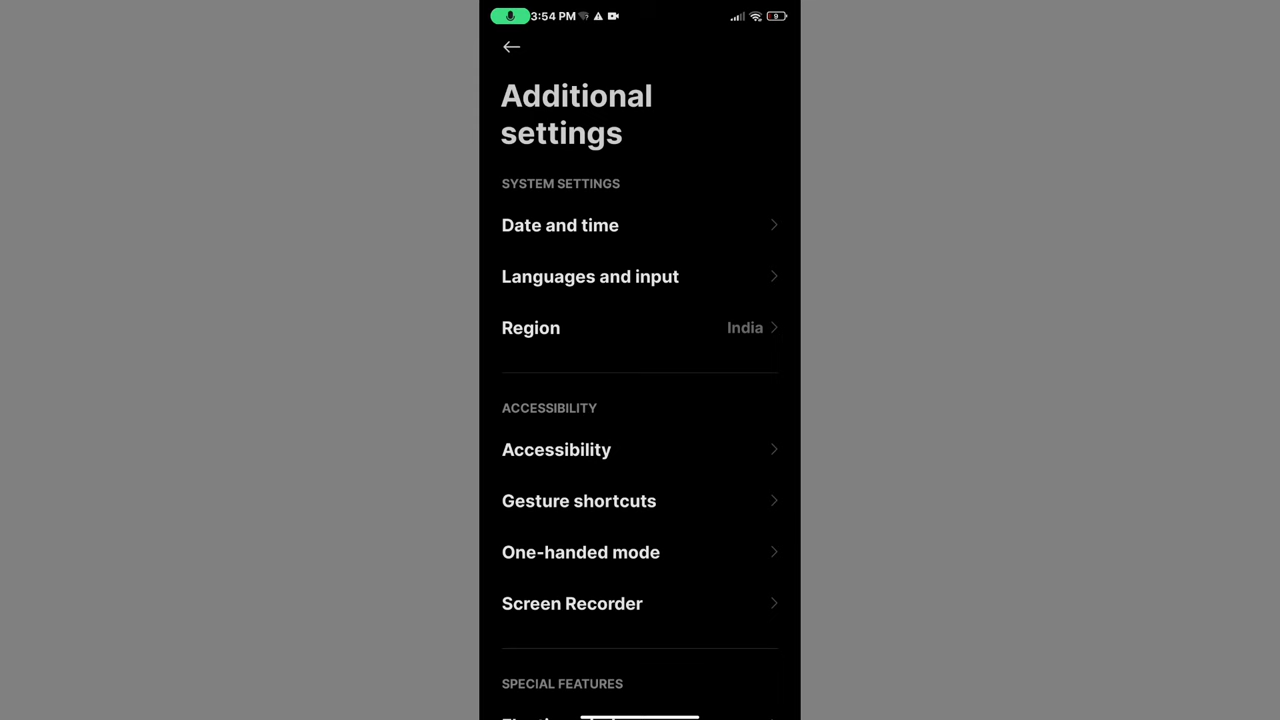 3:54 PM 9
Additional
settings
SYSTEM SETTINGS
Date and time
Languages and input
Region India
ACCESSIBILITY
Accessibility
Gesture shortcuts
One-handed mode
Screen Recorder
SPECIAL FEATURES